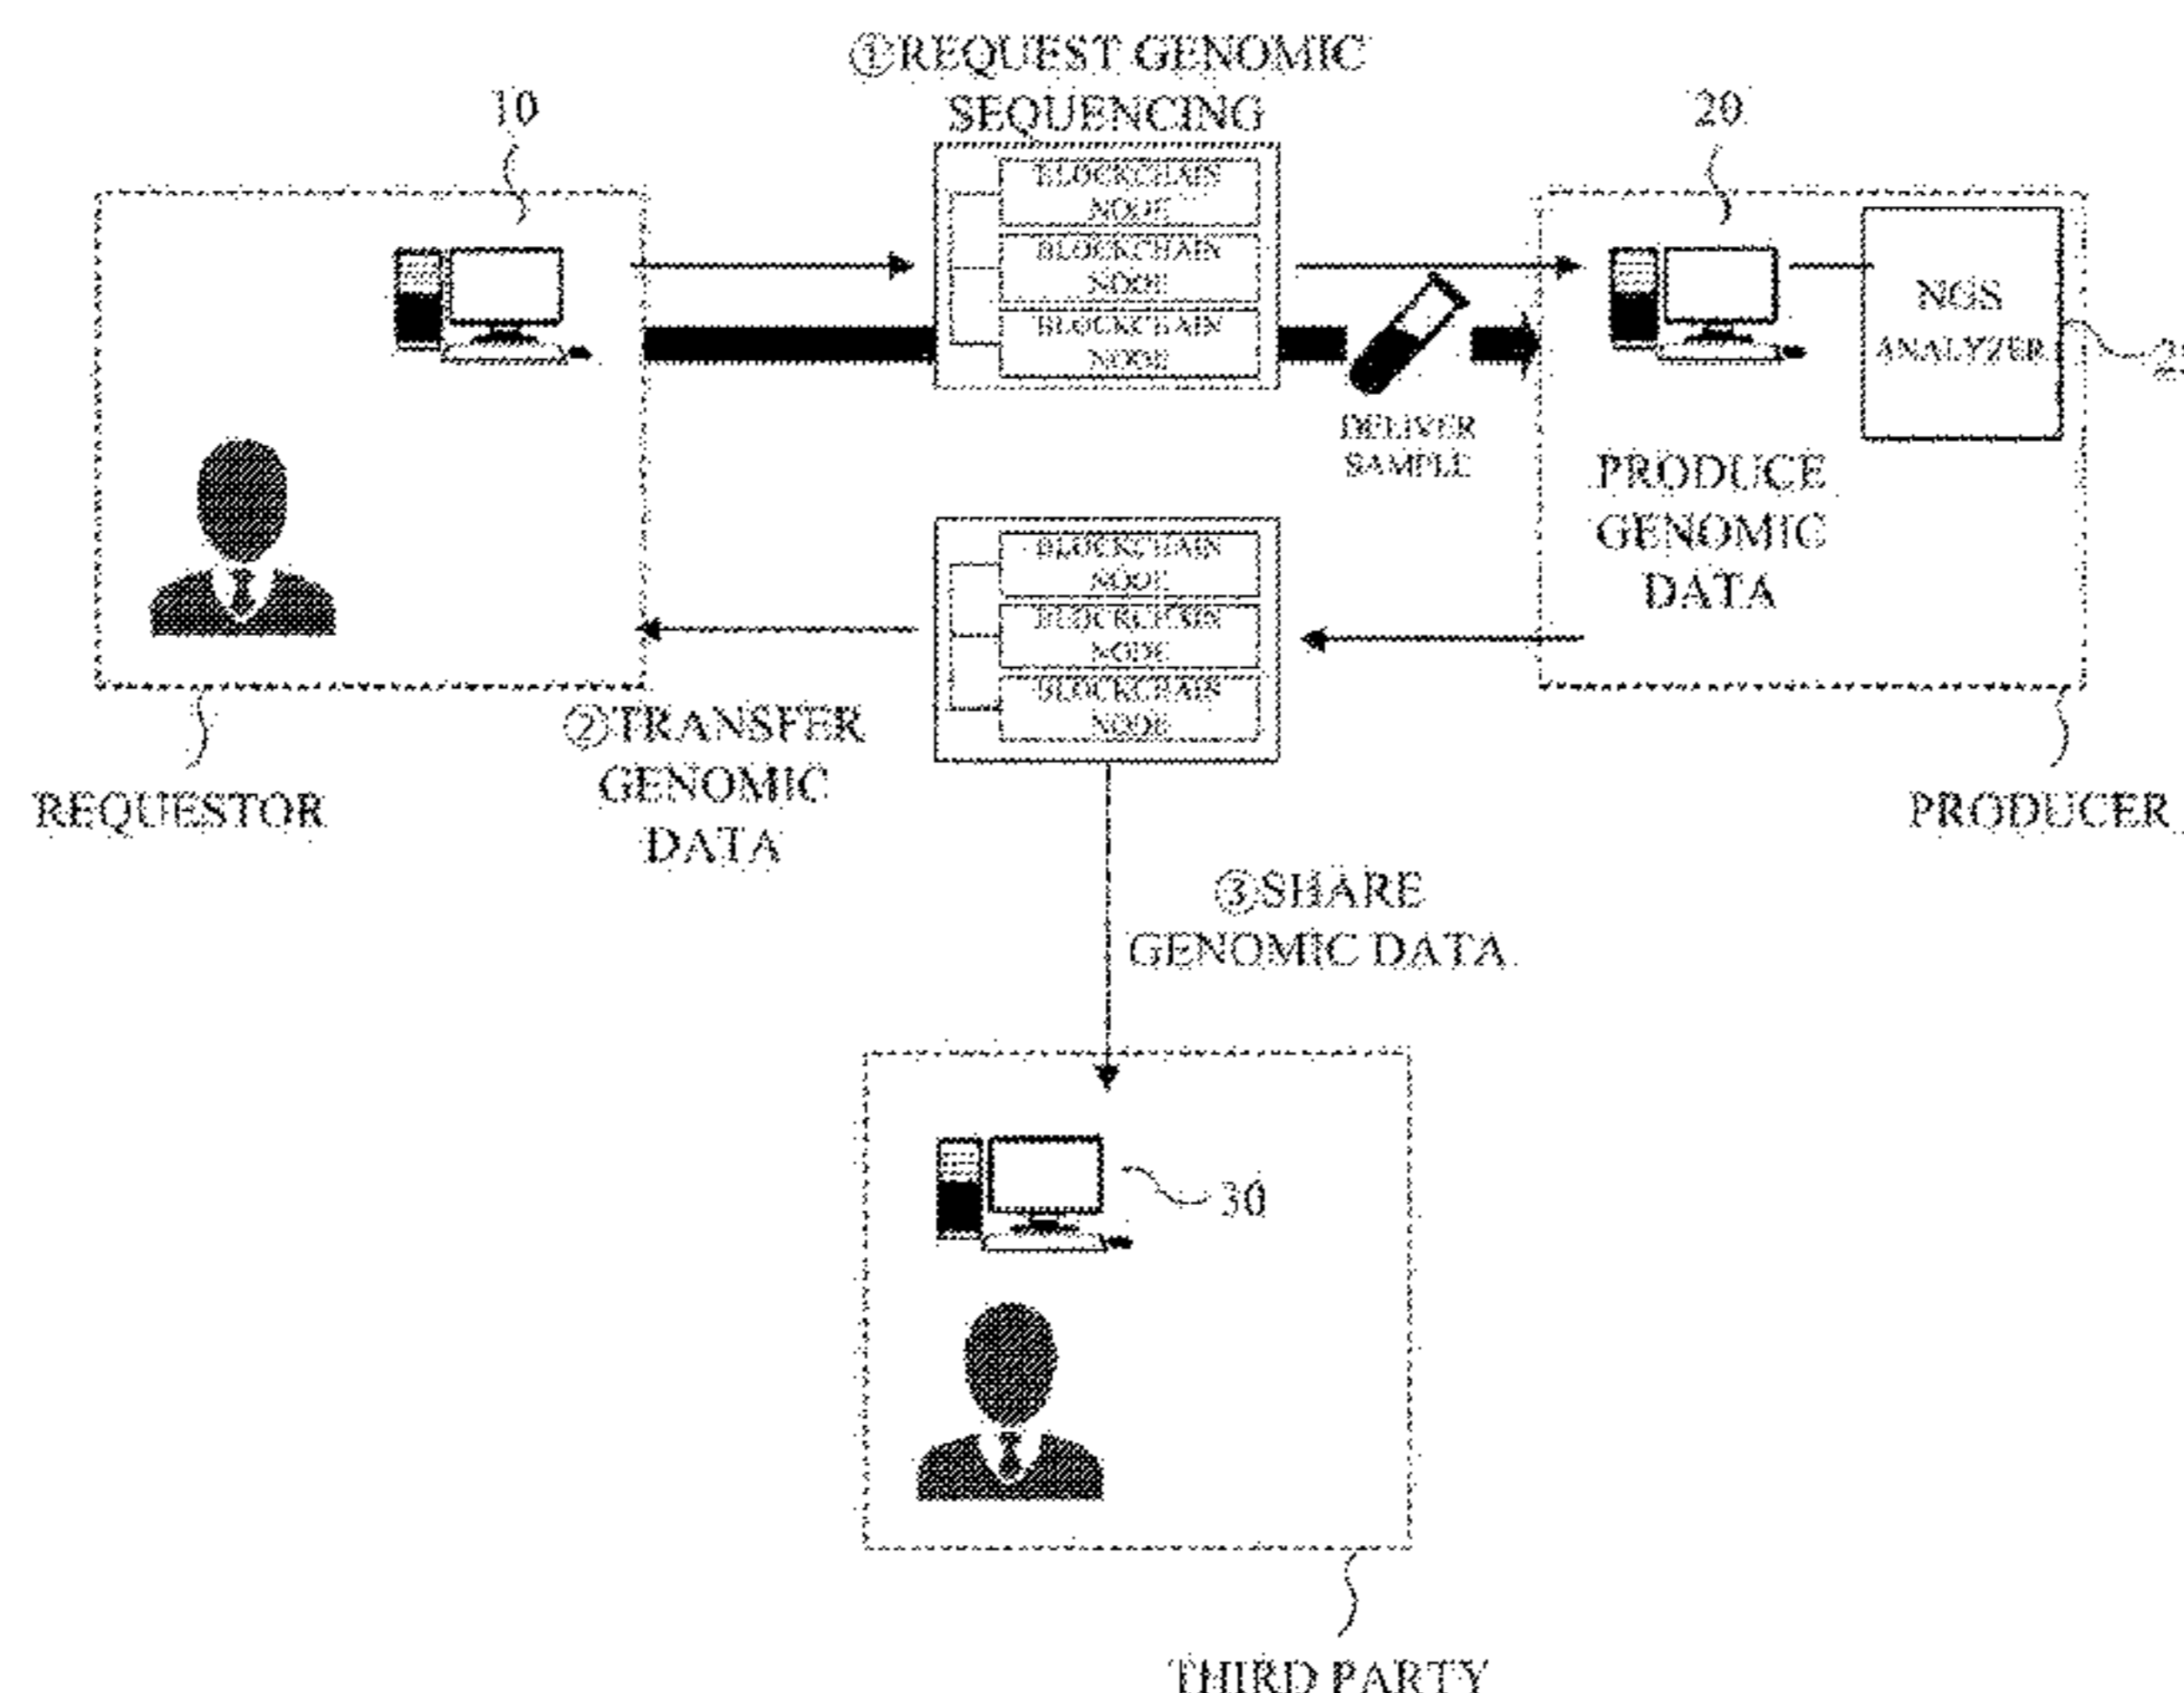 ①REQUEST GENOMIC
SEQUENCING
10
20
BLOCKCHAIN
NODE
BLOCKCHAIN
NODE
BLOCKCHAIN
NODE
NGS
ANALYZER
DELIVER
SAMPLE
PRODUCE
GENOMIC
DATA
BLOCKCHAIN
NODE
BLOCKCHAIN
NODE
BLOCKCHAIN
NODE
②TRANSFER
GENOMIC
DATA
REQUESTOR
PRODUCER
③SHARE
GENOMIC DATA
30
THIRD PARTY